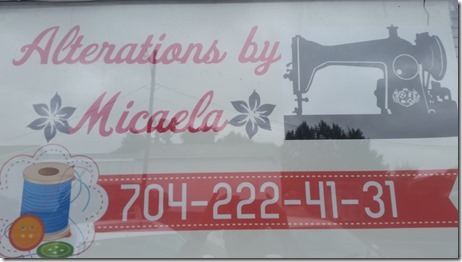 Alterations by
Micaela
704-222-41-31